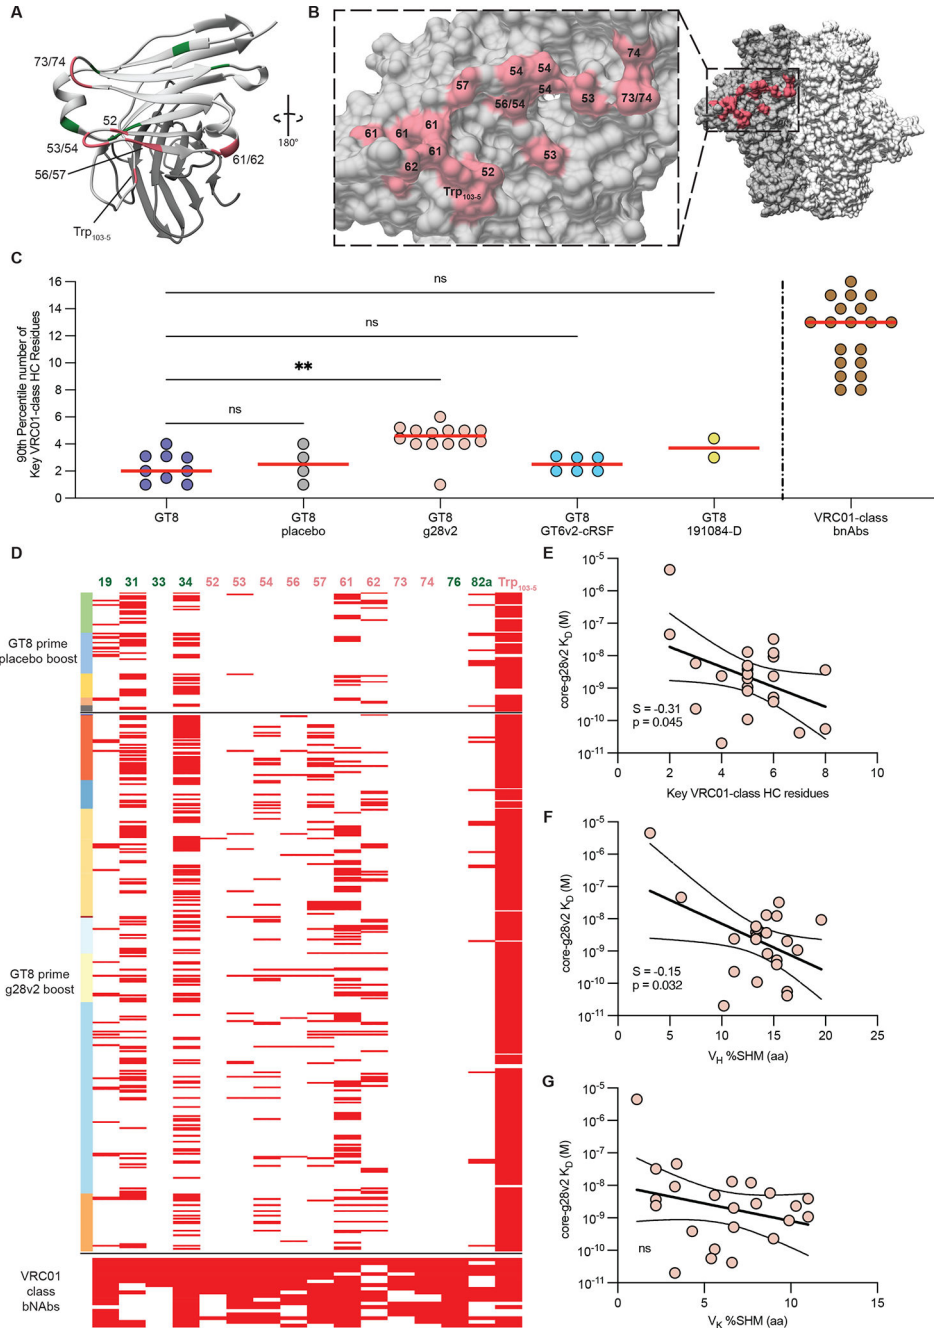 A
73/74
52
53/54
56/57
61/62
Trp103-5
180°
B
74
54
54
57
54
56/54
53
73/74
61
61
61
61
62
53
52
Trp103-5
C
90th Percentile number of
Key VRC01-class HC Residues
16
14
12
10
8
6
4
2
0
ns
ns
**
ns
GT8
GT8
placebo
GT8
g28v2
GT8
GT6v2-cRSF
GT8
191084-D
VRC01-class
bnAbs
D
19 31 33 34 52 53 54 56 57 61 62 73 74 76 82a Trp103-5
GT8 prime
placebo boost
GT8 prime
g28v2 boost
VRC01
class
bNAbs
E
core-g28v2 KD (M)
10-5
10-6
10-7
10-8
10-9
10-10
10-11
S = -0.31
p = 0.045
0 2 4 6 8 10
Key VRC01-class HC residues
F
core-g28v2 KD (M)
10-5
10-6
10-7
10-8
10-9
10-10
10-11
S = -0.15
p = 0.032
0 5 10 15 20 25
VH %SHM (aa)
G
core-g28v2 KD (M)
10-5
10-6
10-7
10-8
10-9
10-10
10-11
ns
0 5 10 15
VK %SHM (aa)